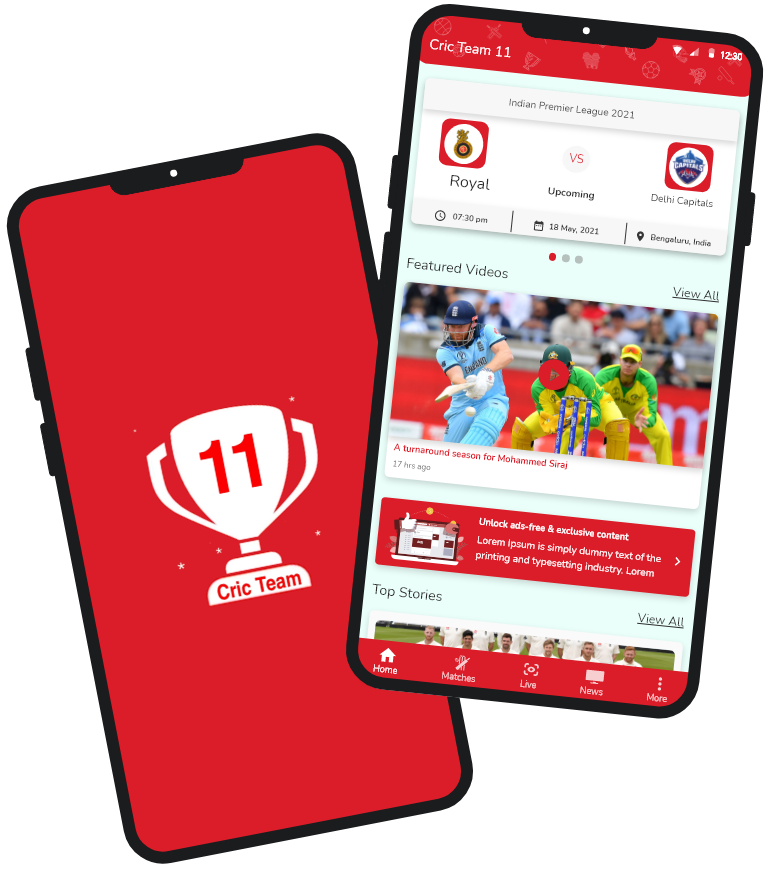 11
Cric Team
Cric Team 11
12:30
Indian Premier League 2021
Royal
VS
Upcoming
Delhi Capitals
07:30 pm
18 May, 2021
Bengaluru, India
Featured Videos
View All
ENGLAND
A turnaround season for Mohammed Siraj
17 hrs ago
Unlock ads-free & exclusive content
Lorem Ipsum is simply dummy text of the
printing and typesetting industry. Lorem
Top Stories
View All
Home
Matches
Live
News
More